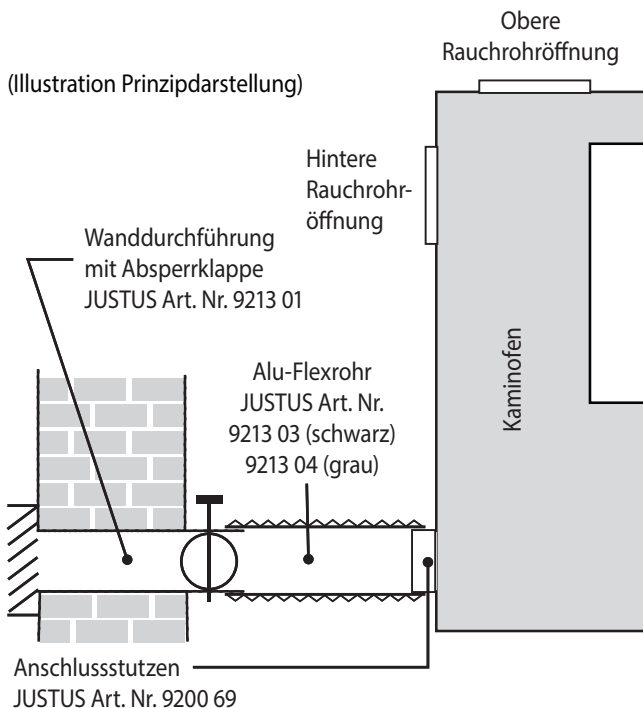 Obere
Rauchrohröffnung
(Illustration Prinzipdarstellung)
Hintere
Rauchrohr-
öffnung
Wanddurchführung
mit Absperrklappe
JUSTUS Art. Nr. 9213 01
Alu-Flexrohr
JUSTUS Art. Nr.
9213 03 (schwarz)
9213 04 (grau)
Kaminofen
Anschlussstutzen
JUSTUS Art. Nr. 9200 69